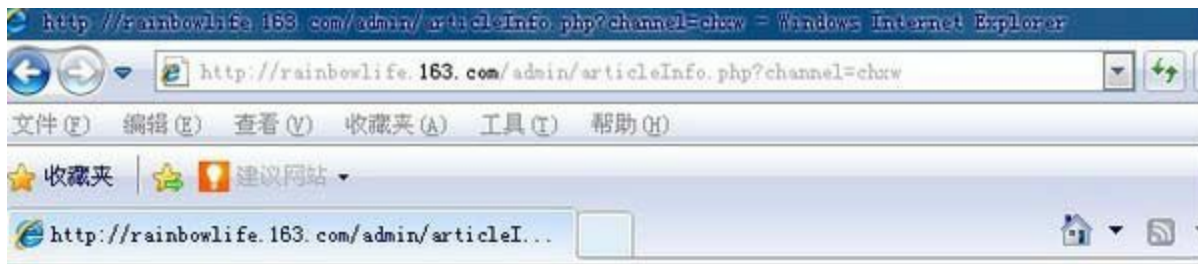 http://rainbowlife.163.com/admin/articleInfo.php?channel=chxw - Windows Internet Explorer
http://rainbowlife.163.com/admin/articleInfo.php?channel=chxw
文件(F) 编辑(E) 查看(V) 收藏夹(A) 工具(T) 帮助(H)
收藏夹 建议网站
http://rainbowlife.163.com/admin/articleI...